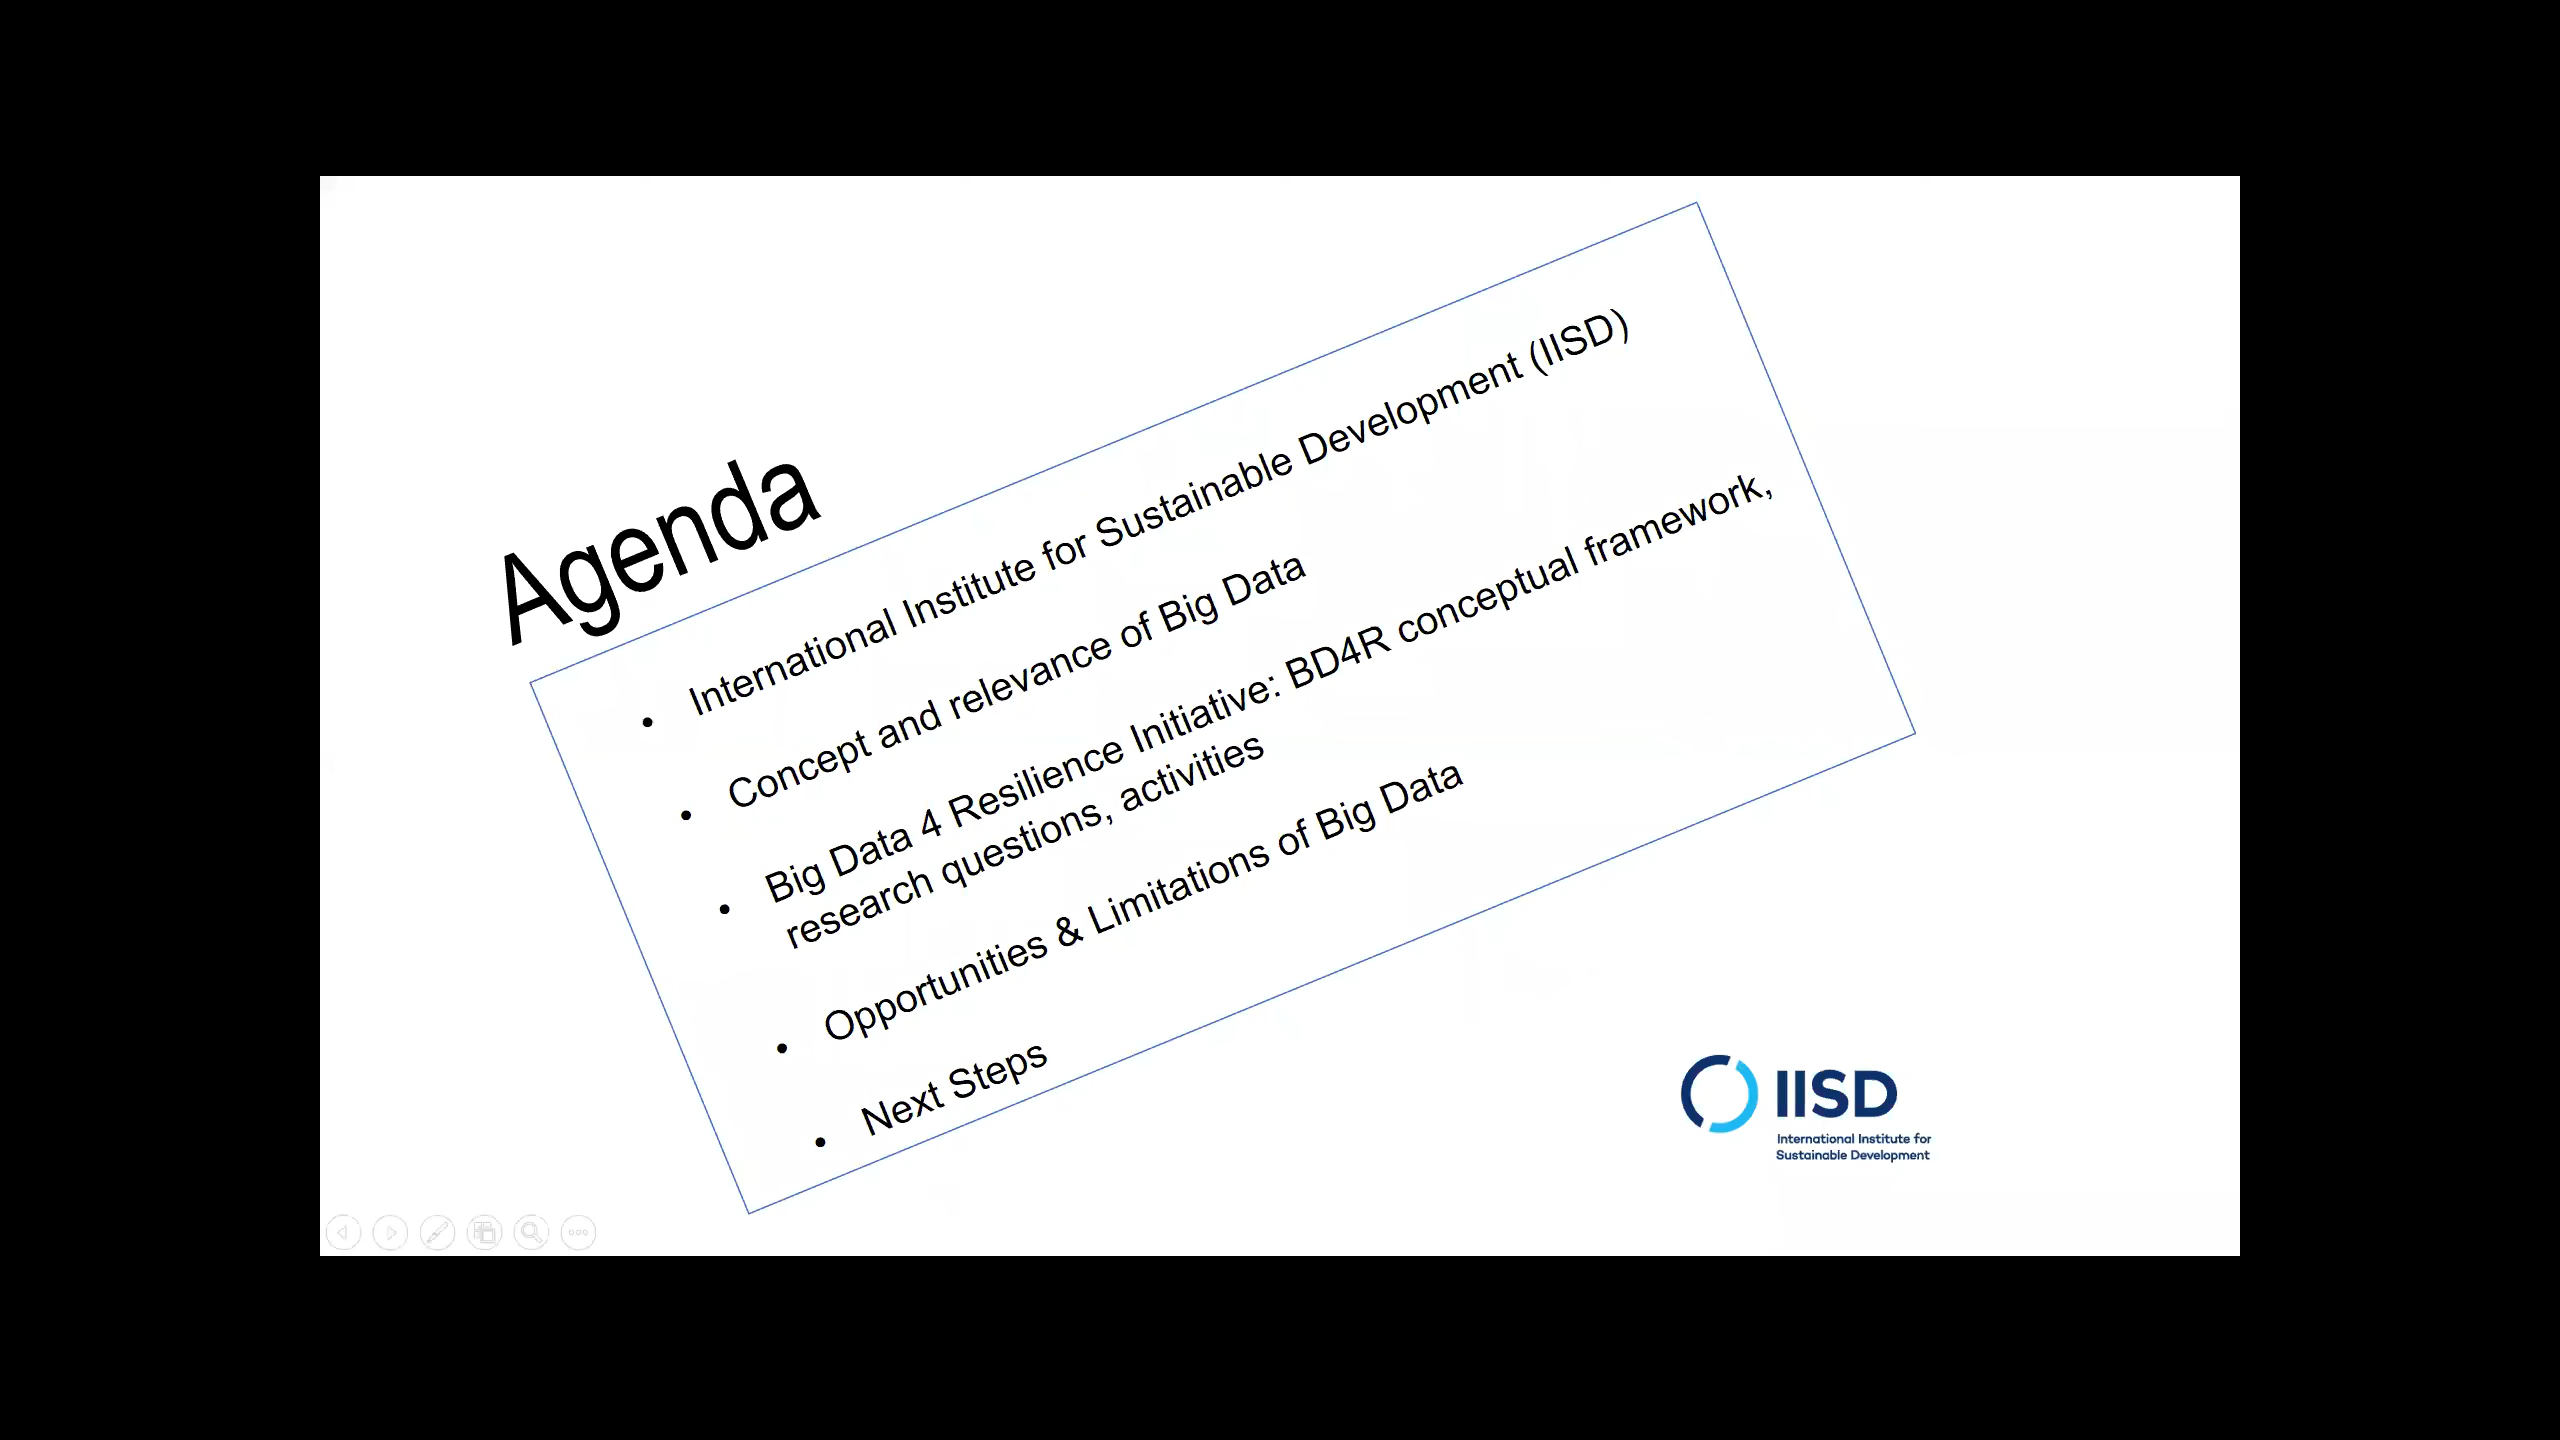 Agenda
• International Institute for Sustainable Development (IISD)
• Concept and relevance of Big Data
• Big Data 4 Resilience Initiative: BD4R conceptual framework,
research questions, activities
• Opportunities & Limitations of Big Data
• Next Steps
IISD
International Institute for
Sustainable Development